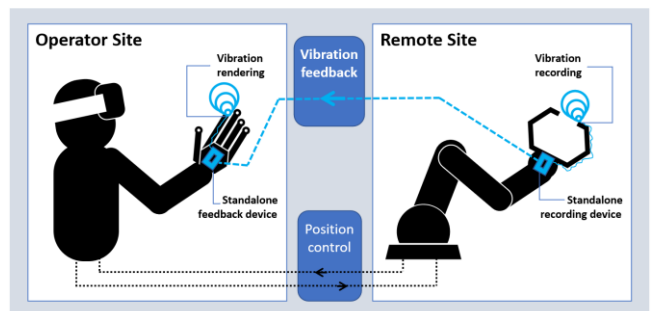 Operator Site
Vibration
rendering
Standalone
feedback device
Vibration
feedback
Position
control
Remote Site
Vibration
recording
Standalone
recording device